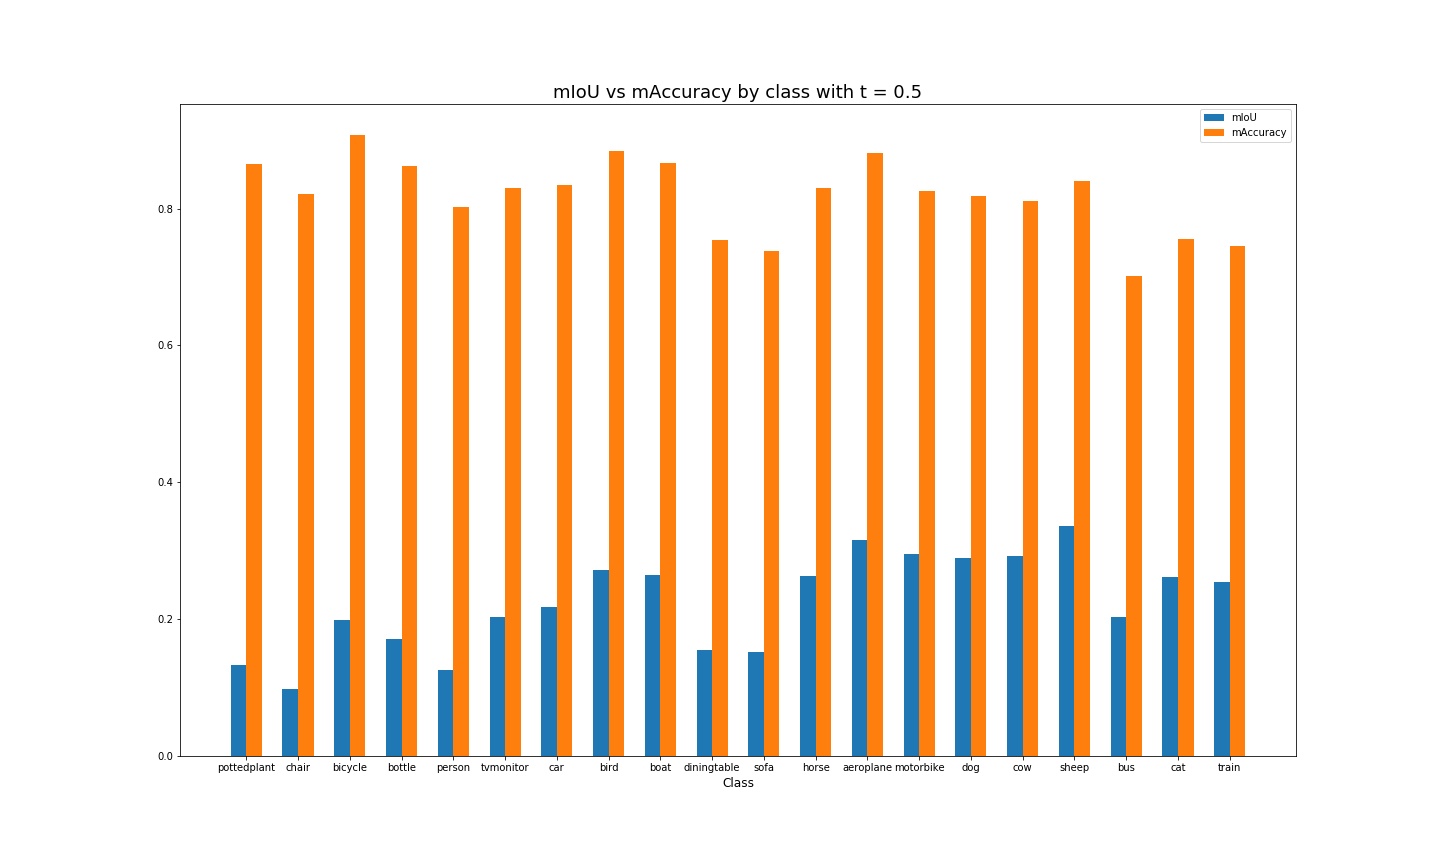 mIoU vs mAccuracy by class with t = 0.5
mIoU
mAccuracy
0.8
0.6
0.4
0.2
0.0
pottedplant chair bicycle bottle person tvmonitor car bird boat diningtable sofa horse aeroplane motorbike dog cow sheep bus cat train
Class